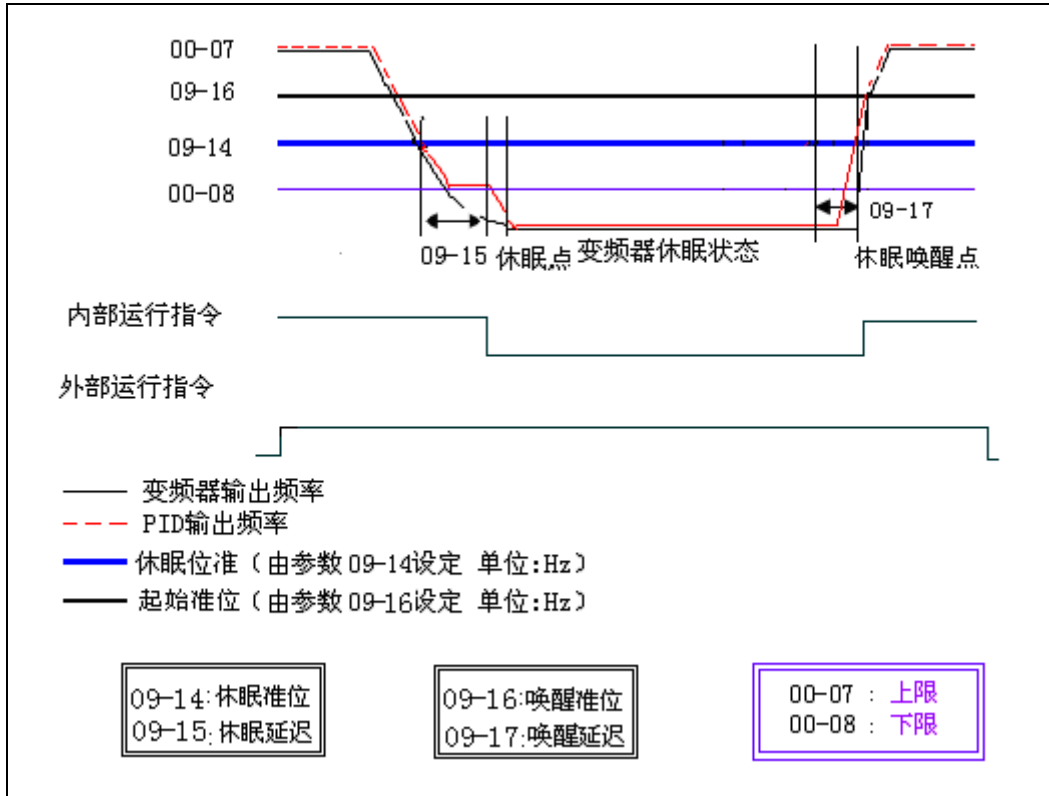 00-07
09-16
09-14
00-08
09-17
09-15 休眠点 变频器休眠状态 休眠唤醒点
内部运行指令
外部运行指令
变频器输出频率
PID输出频率
休眠位准（由参数09-14设定 单位:Hz）
起始准位（由参数09-16设定 单位:Hz）
09-14:休眠准位
09-15:休眠延迟
09-16:唤醒准位
09-17:唤醒延迟
00-07 : 上限
00-08 : 下限